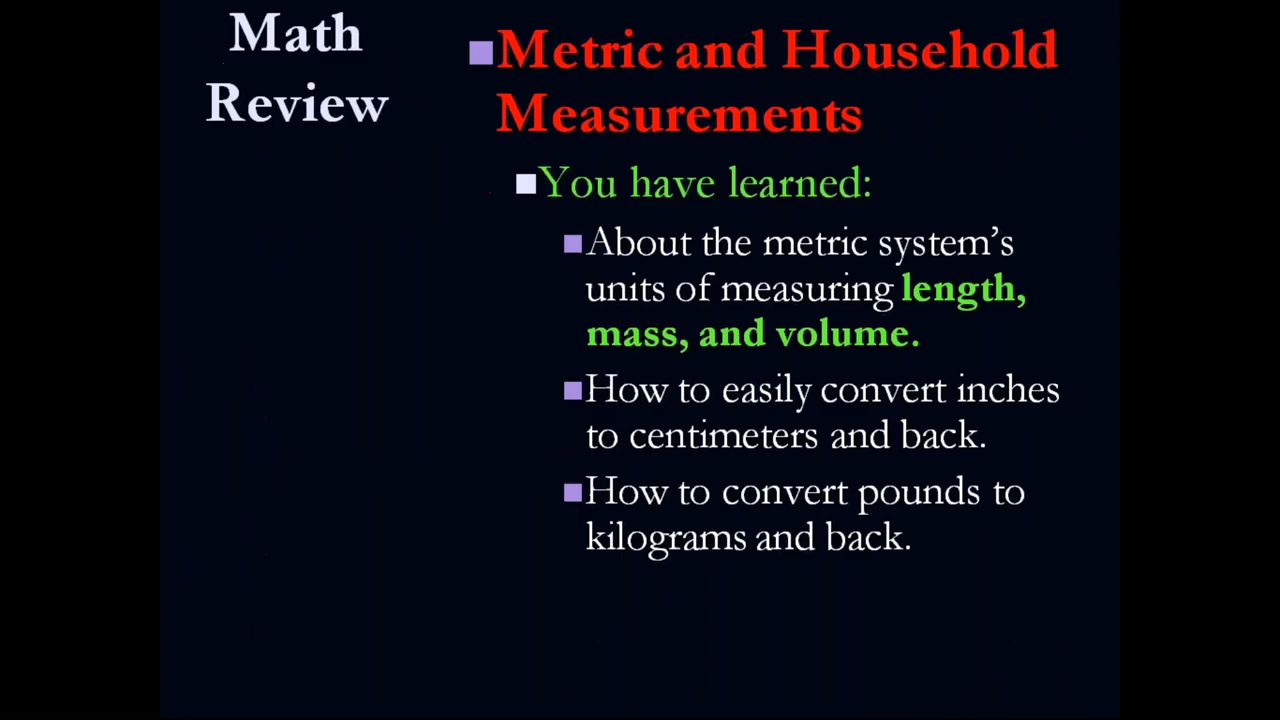 Math
Review
Metric and Household
Measurements
You have learned:
About the metric system’s
units of measuring length,
mass, and volume.
How to easily convert inches
to centimeters and back.
How to convert pounds to
kilograms and back.